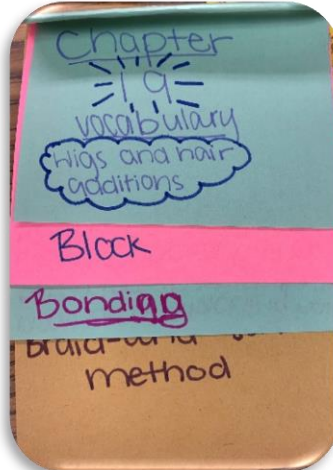 Chapter
19
vocabulary
wigs and hair
additions
Block
Bonding
method